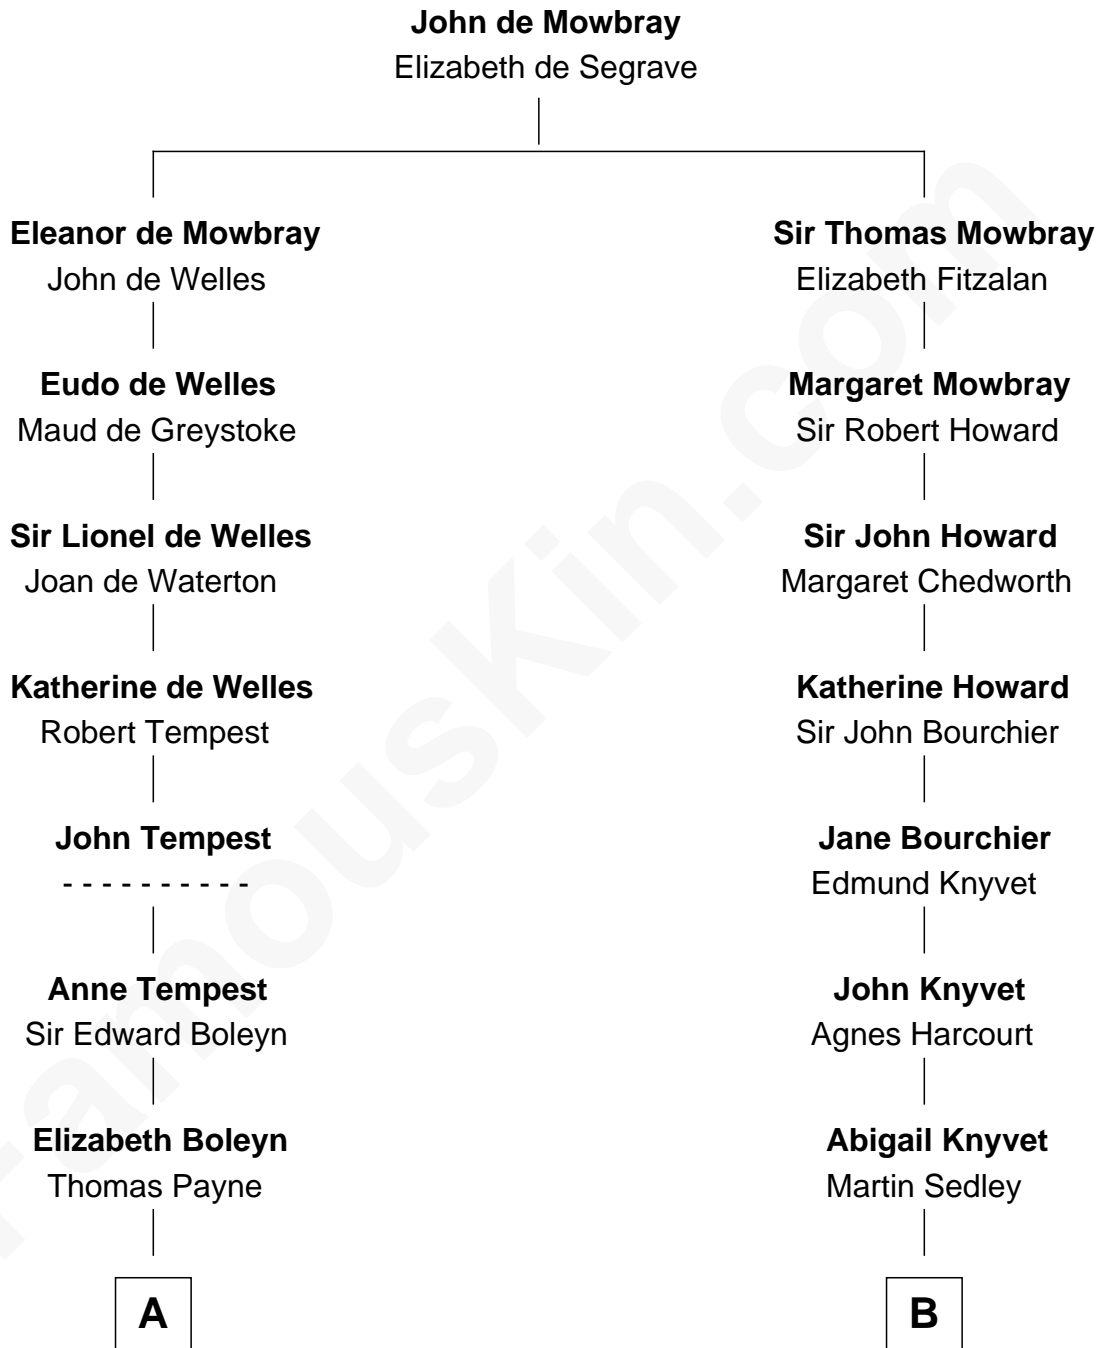 John de Mowbray
Elizabeth de Segrave
Eleanor de Mowbray
John de Welles
Eudo de Welles
Maud de Greystoke
Sir Lionel de Welles
Joan de Waterton
Katherine de Welles
Robert Tempest
John Tempest
- - - - - - - - - -
Anne Tempest
Sir Edward Boleyn
Elizabeth Boleyn
Thomas Payne
A
Sir Thomas Mowbray
Elizabeth Fitzalan
Margaret Mowbray
Sir Robert Howard
Sir John Howard
Margaret Chedworth
Katherine Howard
Sir John Bourchier
Jane Bourchier
Edmund Knyvet
John Knyvet
Agnes Harcourt
Abigail Knyvet
Martin Sedley
B
FamousKin.com